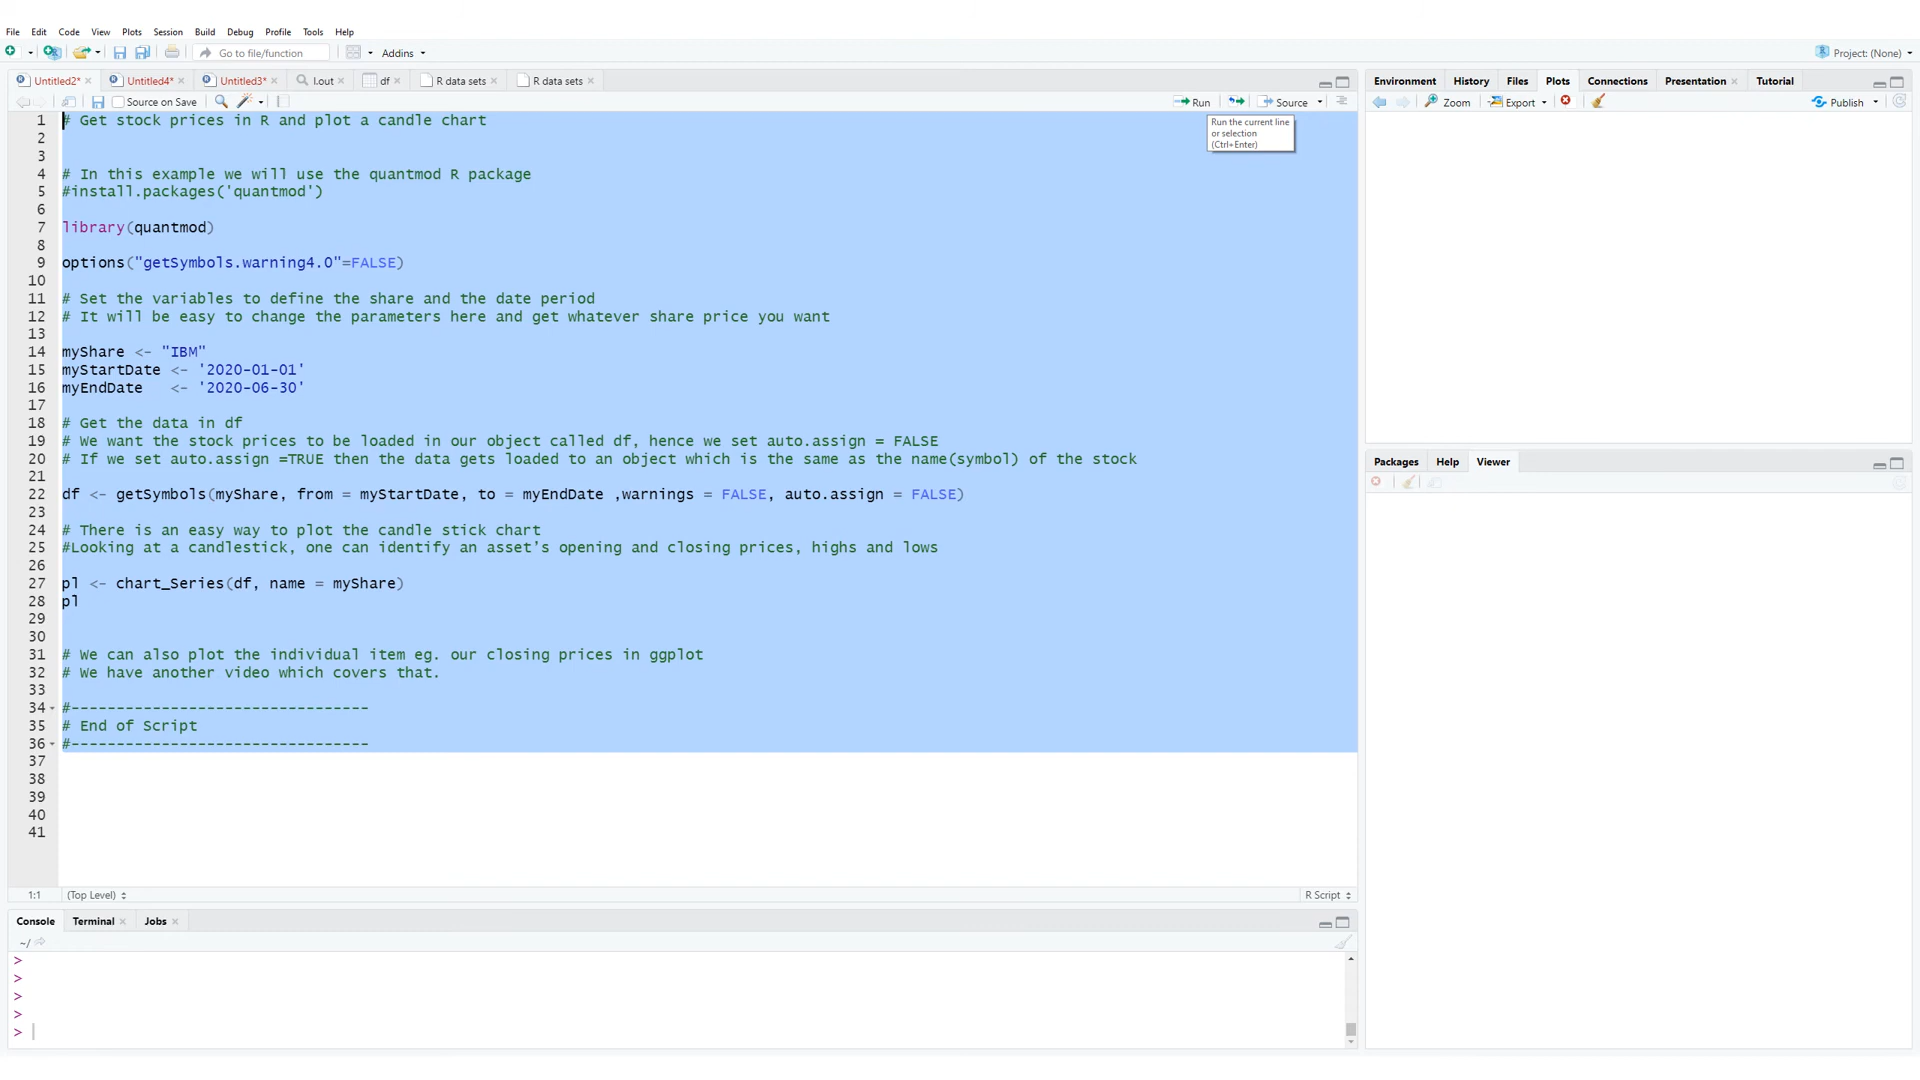 File Edit Code View Plots Session Build Debug Profile Tools Help
Go to file/function Addins Project: (None)
Untitled2* Untitled4* Untitled3* l.out df R data sets R data sets
Source on Save Run Source
Run the current line
or selection
(Ctrl+Enter)
1 # Get stock prices in R and plot a candle chart
2
3
4 # In this example we will use the quantmod R package
5 #install.packages('quantmod')
6
7 library(quantmod)
8
9 options("getSymbols.warning4.0"=FALSE)
10
11 # Set the variables to define the share and the date period
12 # It will be easy to change the parameters here and get whatever share price you want
13
14 myShare <- "IBM"
15 myStartDate <- '2020-01-01'
16 myEndDate <- '2020-06-30'
17
18 # Get the data in df
19 # We want the stock prices to be loaded in our object called df, hence we set auto.assign = FALSE
20 # If we set auto.assign =TRUE then the data gets loaded to an object which is the same as the name(symbol) of the stock
21
22 df <- getSymbols(myShare, from = myStartDate, to = myEndDate ,warnings = FALSE, auto.assign = FALSE)
23
24 # There is an easy way to plot the candle stick chart
25 #Looking at a candlestick, one can identify an asset’s opening and closing prices, highs and lows
26
27 pl <- chart_Series(df, name = myShare)
28 pl
29
30
31 # We can also plot the individual item eg. our closing prices in ggplot
32 # We have another video which covers that.
33
34 #---------------------------------
35 # End of Script
36 #---------------------------------
37
38
39
40
41
1:1 (Top Level) R Script
Console Terminal Jobs
~/
>
>
>
>
>
Environment History Files Plots Connections Presentation Tutorial
Zoom Export Publish
Packages Help Viewer